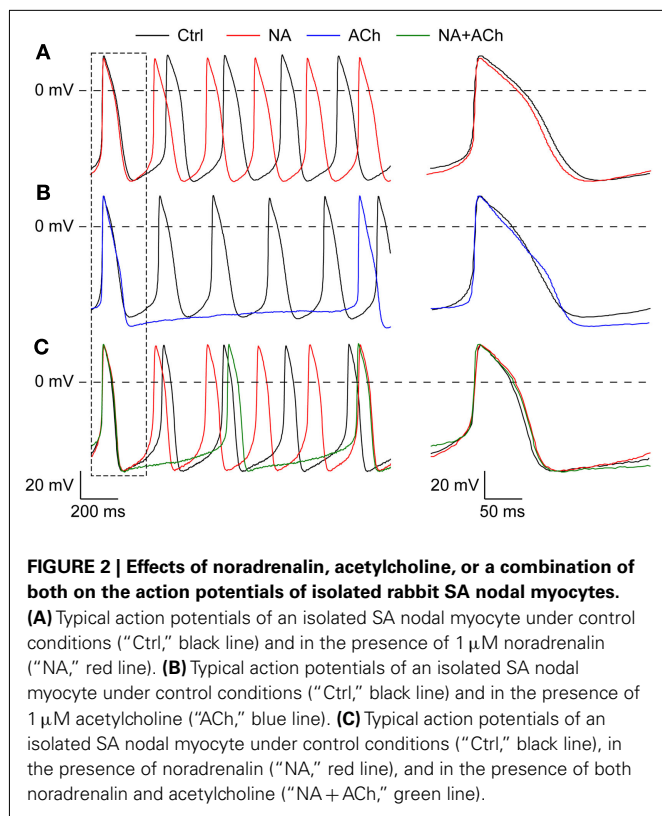 Ctrl NA ACh NA+ACh
A
0 mV
B
0 mV
C
0 mV
20 mV
200 ms
20 mV
50 ms
FIGURE 2 | Effects of noradrenalin, acetylcholine, or a combination of
both on the action potentials of isolated rabbit SA nodal myocytes.
(A) Typical action potentials of an isolated SA nodal myocyte under control
conditions (“Ctrl,” black line) and in the presence of 1 μM noradrenalin
(“NA,” red line). (B) Typical action potentials of an isolated SA nodal
myocyte under control conditions (“Ctrl,” black line) and in the presence of
1 μM acetylcholine (“ACh,” blue line). (C) Typical action potentials of an
isolated SA nodal myocyte under control conditions (“Ctrl,” black line), in
the presence of noradrenalin (“NA,” red line), and in the presence of both
noradrenalin and acetylcholine (“NA + ACh,” green line).